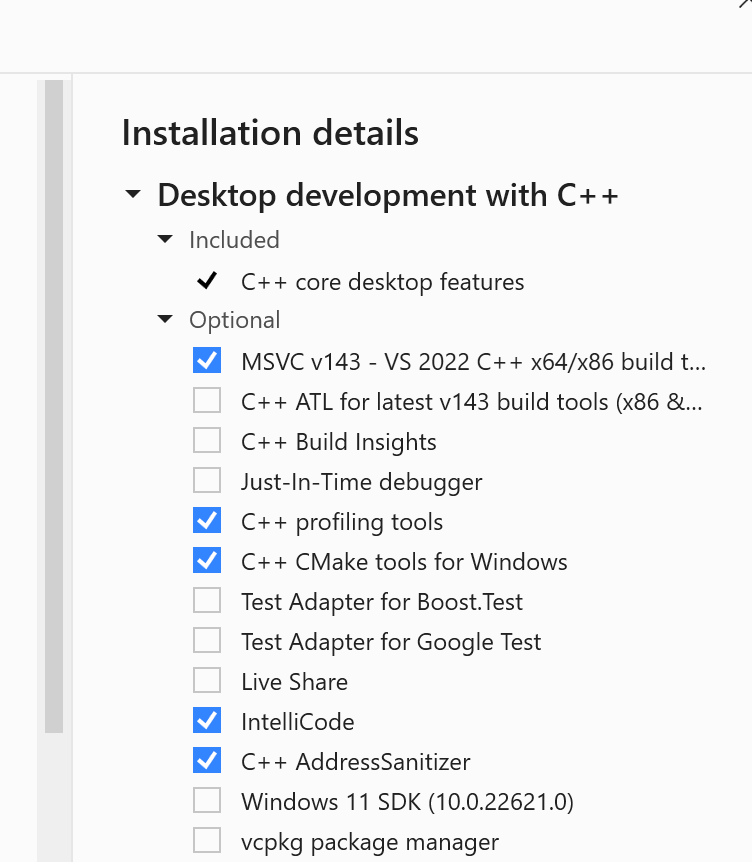 Installation details
Desktop development with C++
Included
C++ core desktop features
Optional
MSVC v143 - VS 2022 C++ x64/x86 build t...
C++ ATL for latest v143 build tools (x86 &...
C++ Build Insights
Just-In-Time debugger
C++ profiling tools
C++ CMake tools for Windows
Test Adapter for Boost.Test
Test Adapter for Google Test
Live Share
IntelliCode
C++ AddressSanitizer
Windows 11 SDK (10.0.22621.0)
vcpkg package manager